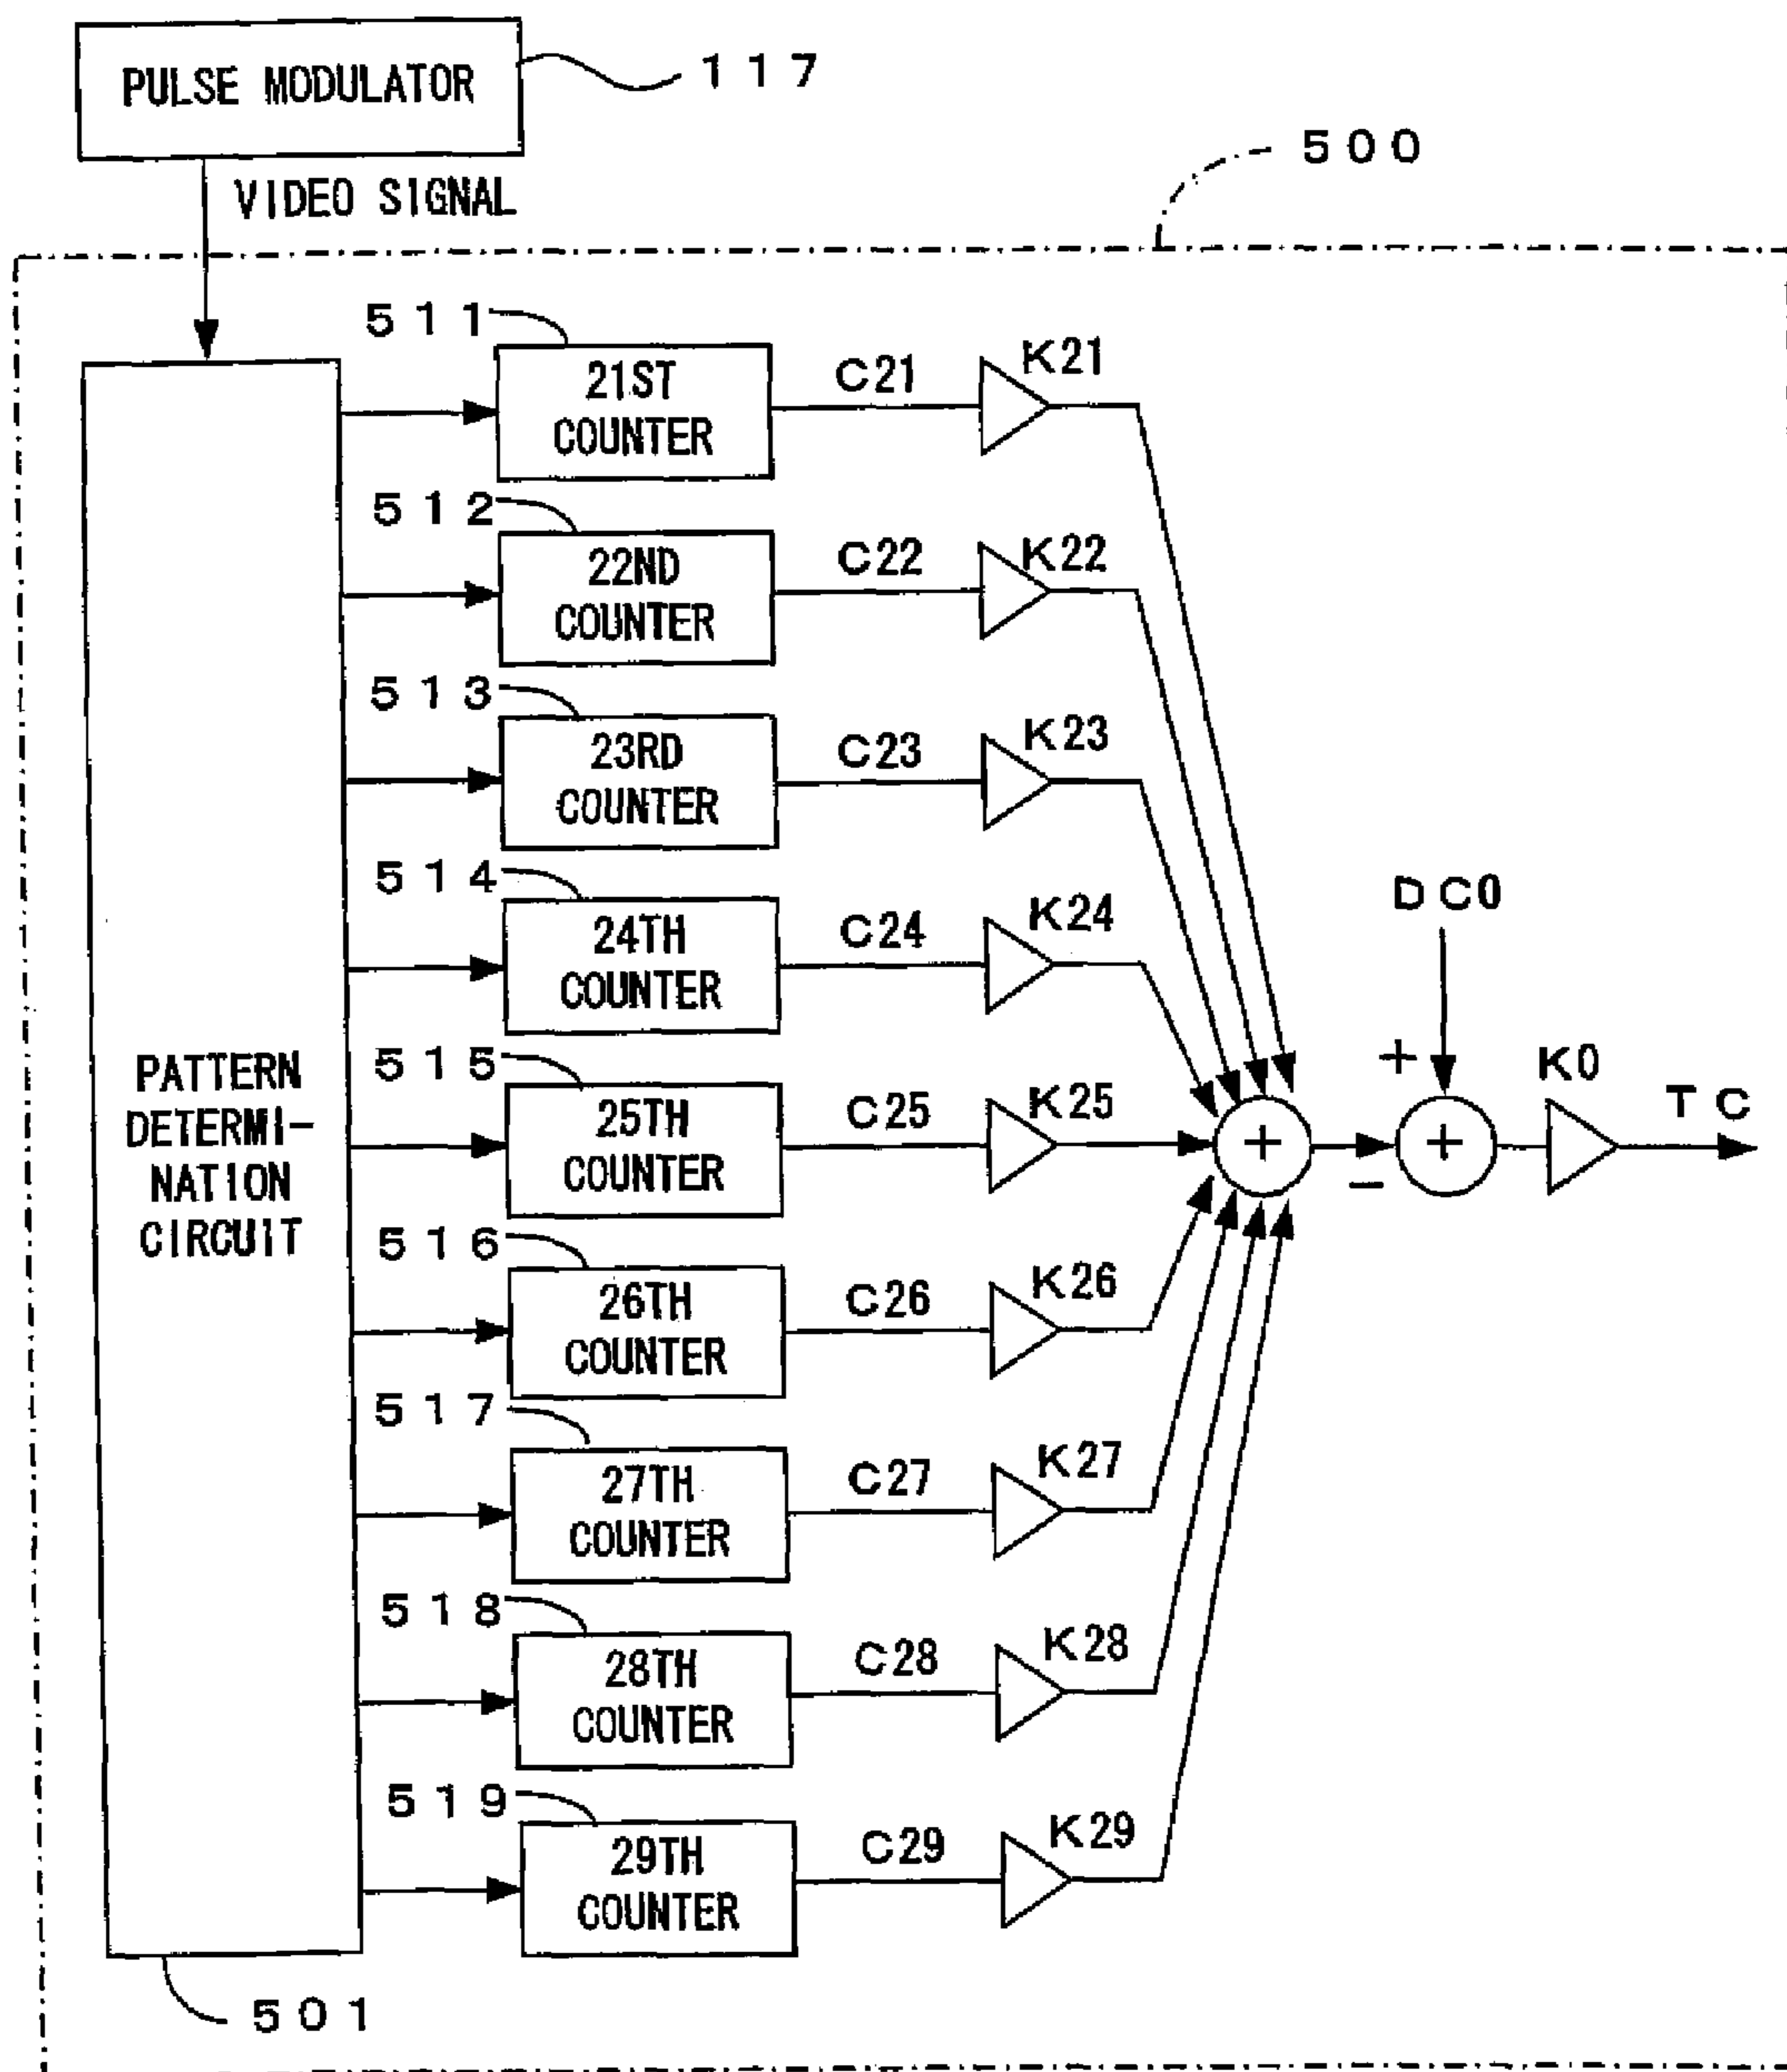 PULSE MODULATOR
117
VIDEO SIGNAL
500
511
21ST
COUNTER
C21
K21
512
22ND
COUNTER
C22
K22
513
23RD
COUNTER
C23
K23
514
24TH
COUNTER
C24
K24
515
25TH
COUNTER
C25
K25
516
26TH
COUNTER
C26
K26
517
27TH
COUNTER
C27
K27
518
28TH
COUNTER
C28
K28
519
29TH
COUNTER
C29
K29
PATTERN
DETERMI-
NATION
CIRCUIT
501
+
DC0
+
−
+
K0
TC